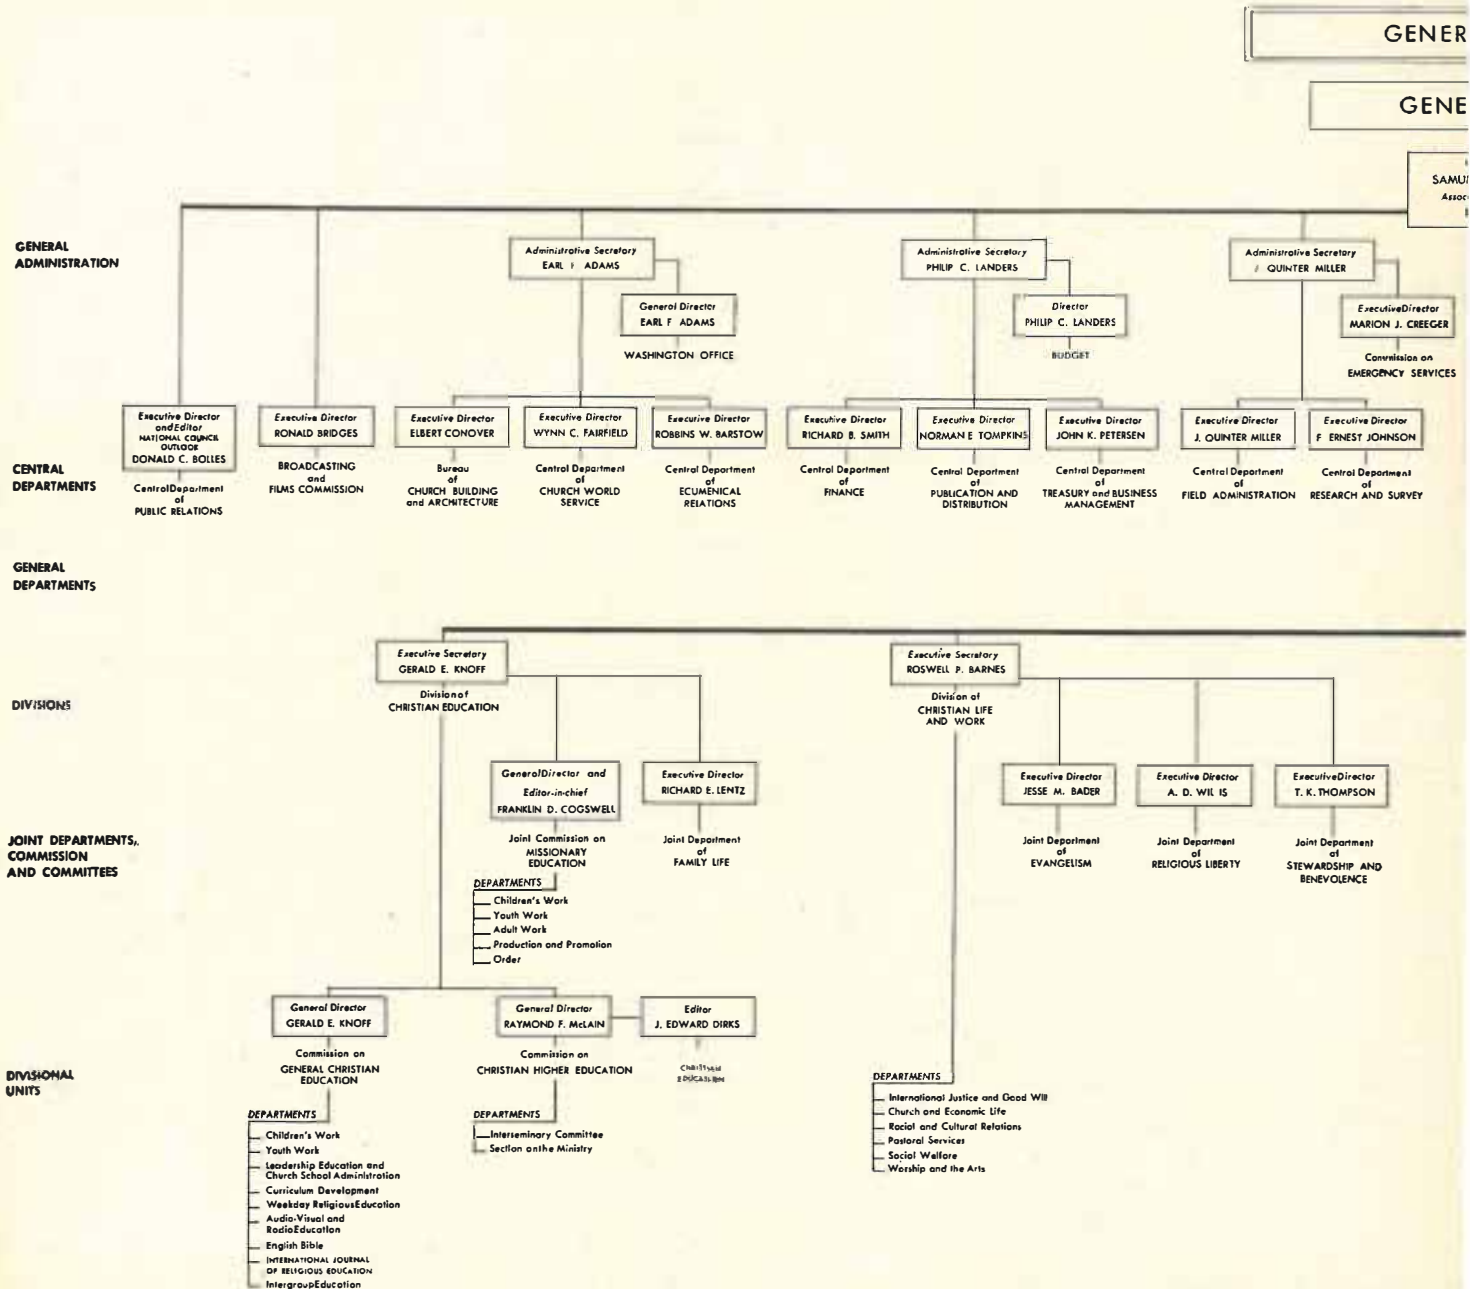 GENER
GENE
SAMU
Assoc
GENERAL
ADMINISTRATION
Administrative Secretary
EARL F ADAMS
General Director
EARL F ADAMS
WASHINGTON OFFICE
Administrative Secretary
PHILIP C. LANDERS
Director
PHILIP C. LANDERS
BUDGET
Administrative Secretary
QUINTER MILLER
Executive Director
MARION J. CREEGER
Commission on
EMERGENCY SERVICES
CENTRAL
DEPARTMENTS
Executive Director
and Editor
NATIONAL COUNCIL
OUTLOOK
DONALD C. BOLLES
Central Department
of
PUBLIC RELATIONS
Executive Director
RONALD BRIDGES
BROADCASTING
and
FILMS COMMISSION
Executive Director
ELBERT CONOVER
Bureau
of
CHURCH BUILDING
and ARCHITECTURE
Executive Director
WYNN C. FAIRFIELD
Central Department
of
CHURCH WORLD
SERVICE
Executive Director
ROBBINS W. BARSTOW
Central Department
of
ECUMENICAL
RELATIONS
Executive Director
RICHARD B. SMITH
Central Department
of
FINANCE
Executive Director
NORMAN E TOMPKINS
Central Department
of
PUBLICATION AND
DISTRIBUTION
Executive Director
JOHN K. PETERSEN
Central Department
of
TREASURY and BUSINESS
MANAGEMENT
Executive Director
J. QUINTER MILLER
Central Department
of
FIELD ADMINISTRATION
Executive Director
F ERNEST JOHNSON
Central Department
of
RESEARCH AND SURVEY
GENERAL
DEPARTMENTS
DIVISIONS
Executive Secretary
GERALD E. KNOFF
Division of
CHRISTIAN EDUCATION
Executive Secretary
ROSWELL P. BARNES
Division of
CHRISTIAN LIFE
AND WORK
JOINT DEPARTMENTS,
COMMISSION
AND COMMITTEES
General Director and
Editor-in-chief
FRANKLIN D. COGSWELL
Joint Commission on
MISSIONARY
EDUCATION
DEPARTMENTS
Children's Work
Youth Work
Adult Work
Production and Promotion
Order
Executive Director
RICHARD E. LENTZ
Joint Department
of
FAMILY LIFE
Executive Director
JESSE M. BADER
Joint Department
of
EVANGELISM
Executive Director
A. D. WIL IS
Joint Department
of
RELIGIOUS LIBERTY
Executive Director
T. K. THOMPSON
Joint Department
of
STEWARDSHIP AND
BENEVOLENCE
DIVISIONAL
UNITS
General Director
GERALD E. KNOFF
Commission on
GENERAL CHRISTIAN
EDUCATION
DEPARTMENTS
Children's Work
Youth Work
Leadership Education and
Church School Administration
Curriculum Development
Weekday Religious Education
Audio-Visual and
Radio Education
English Bible
INTERNATIONAL JOURNAL
OF RELIGIOUS EDUCATION
Intergroup Education
General Director
RAYMOND F. McLAIN
Commission on
CHRISTIAN HIGHER EDUCATION
DEPARTMENTS
Interseminary Committee
Section on the Ministry
Editor
J. EDWARD DIRKS
CHRISTIAN
EDUCATION
DEPARTMENTS
International Justice and Good Will
Church and Economic Life
Racial and Cultural Relations
Pastoral Services
Social Welfare
Worship and the Arts